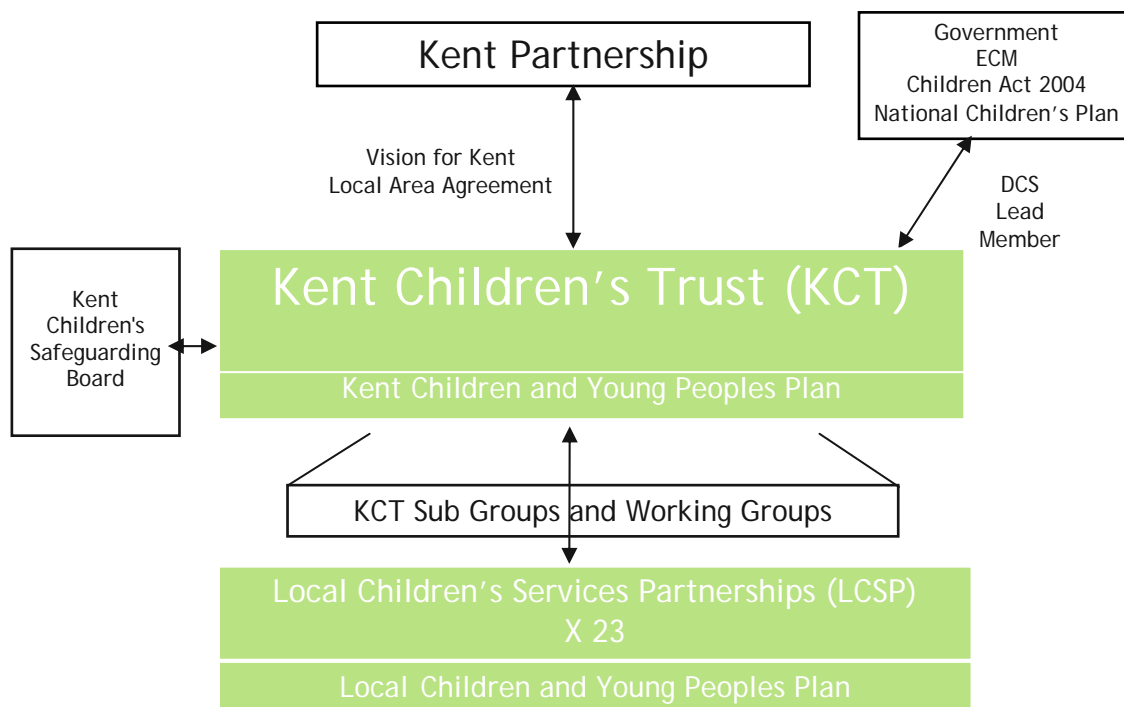 Kent Partnership
Government
ECM
Children Act 2004
National Children’s Plan
Vision for Kent
Local Area Agreement
DCS
Lead
Member
Kent Children’s Trust (KCT)
Kent
Children's
Safeguarding
Board
Kent Children and Young Peoples Plan
KCT Sub Groups and Working Groups
Local Children’s Services Partnerships (LCSP)
X 23
Local Children and Young Peoples Plan